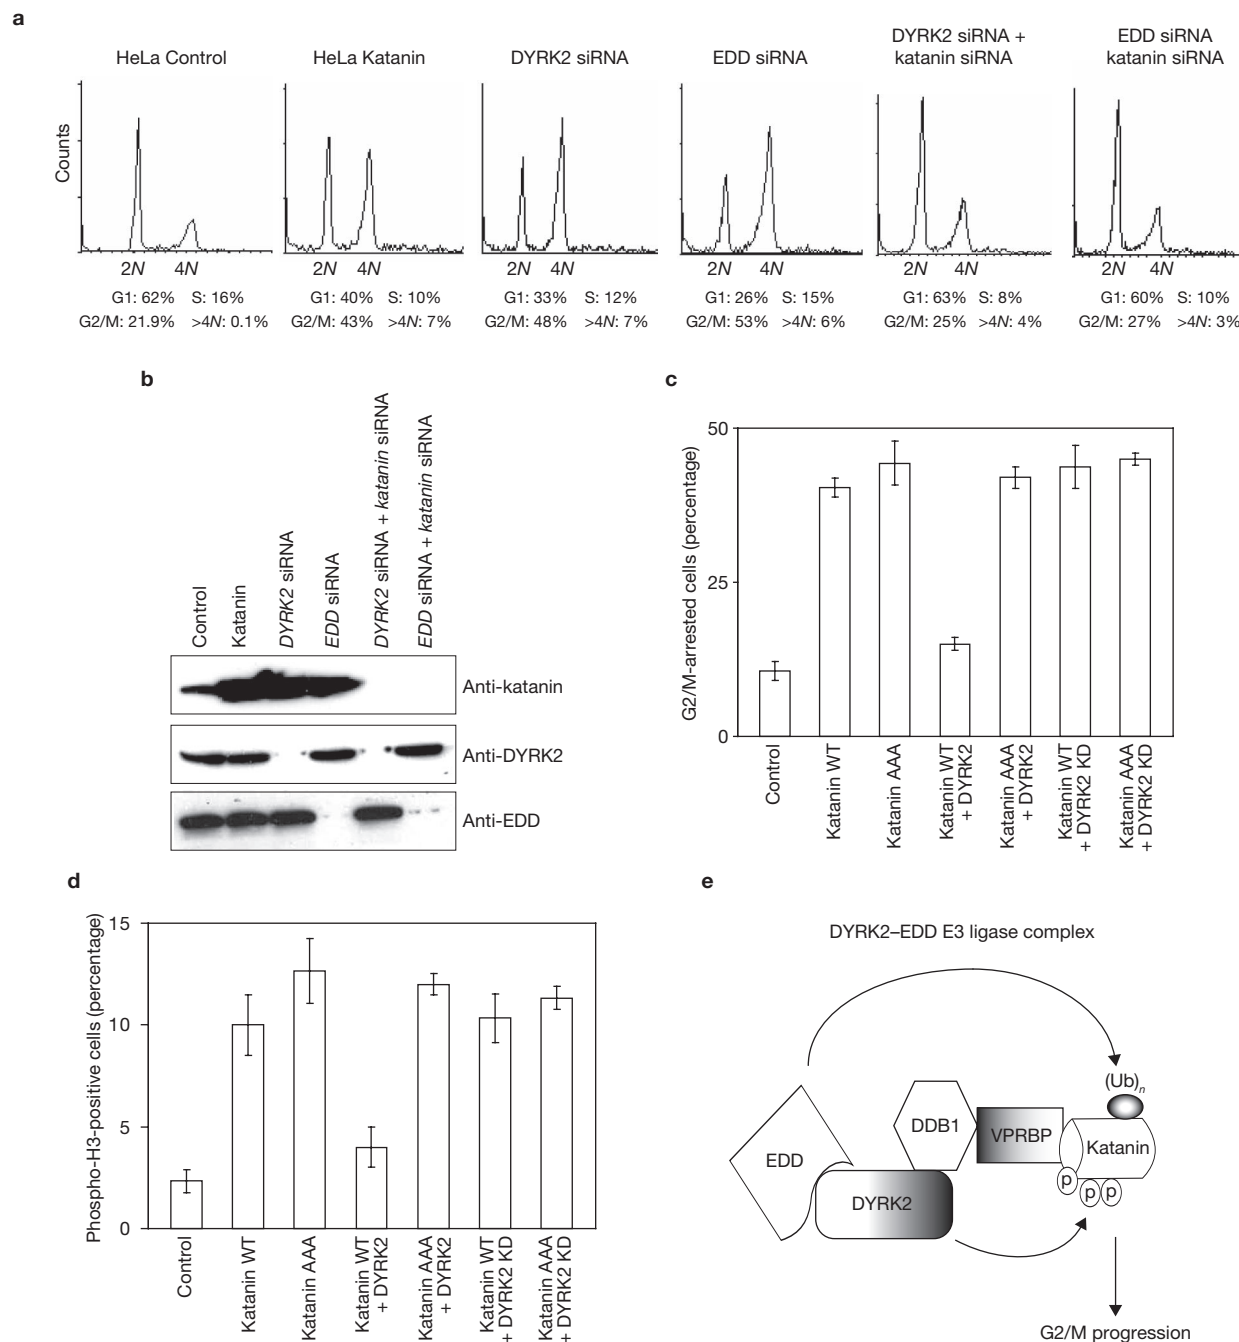 a
HeLa Control
HeLa Katanin
DYRK2 siRNA
EDD siRNA
DYRK2 siRNA +
katanin siRNA
EDD siRNA
katanin siRNA
Counts
2N 4N
2N 4N
2N 4N
2N 4N
2N 4N
2N 4N
G1: 62% S: 16%
G2/M: 21.9% >4N: 0.1%
G1: 40% S: 10%
G2/M: 43% >4N: 7%
G1: 33% S: 12%
G2/M: 48% >4N: 7%
G1: 26% S: 15%
G2/M: 53% >4N: 6%
G1: 63% S: 8%
G2/M: 25% >4N: 4%
G1: 60% S: 10%
G2/M: 27% >4N: 3%
b
Control
Katanin
DYRK2 siRNA
EDD siRNA
DYRK2 siRNA + katanin siRNA
EDD siRNA + katanin siRNA
Anti-katanin
Anti-DYRK2
Anti-EDD
c
G2/M-arrested cells (percentage)
50
25
0
Control
Katanin WT
Katanin AAA
Katanin WT
+ DYRK2
Katanin AAA
+ DYRK2
Katanin WT
+ DYRK2 KD
Katanin AAA
+ DYRK2 KD
d
Phospho-H3-positive cells (percentage)
15
10
5
0
Control
Katanin WT
Katanin AAA
Katanin WT
+ DYRK2
Katanin AAA
+ DYRK2
Katanin WT
+ DYRK2 KD
Katanin AAA
+ DYRK2 KD
e
DYRK2–EDD E3 ligase complex
(Ub)n
EDD
DDB1
VPRBP
Katanin
DYRK2
p
p
p
G2/M progression